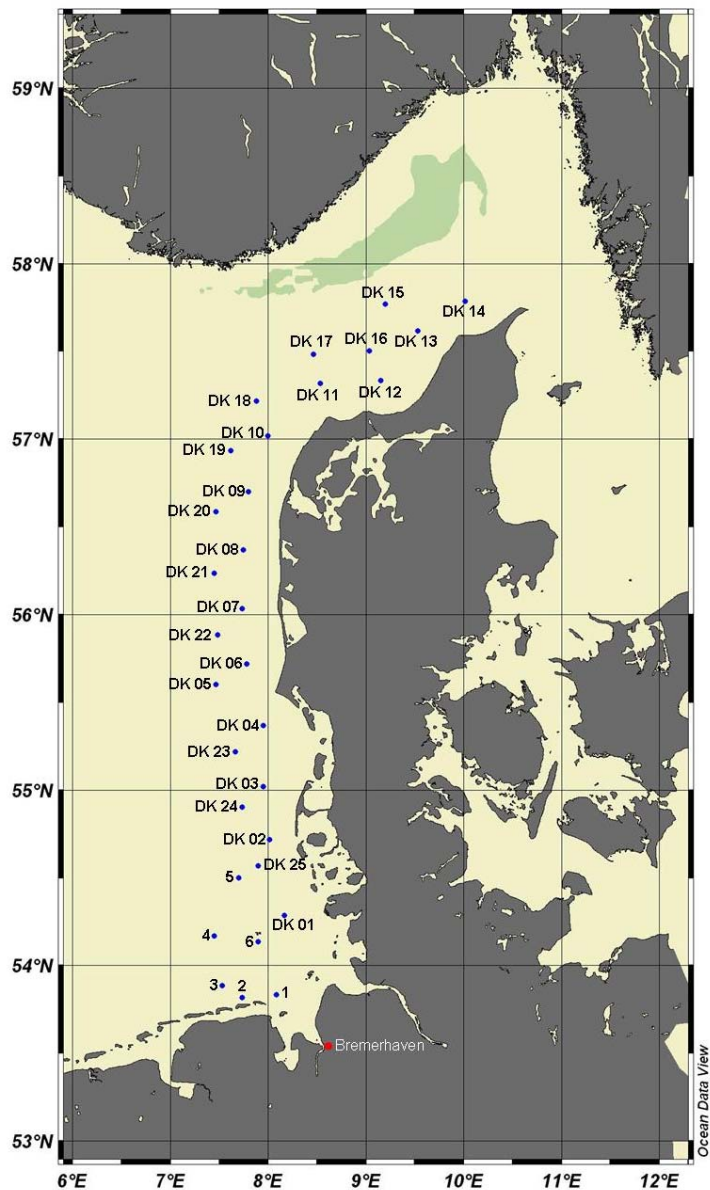 59°N
58°N
DK 15
DK 14
DK 17
DK 16
DK 13
DK 11
DK 12
DK 18
57°N
DK 10
DK 19
DK 09
DK 20
DK 08
DK 21
56°N
DK 07
DK 22
DK 06
DK 05
DK 04
DK 23
55°N
DK 03
DK 24
DK 02
DK 25
5
DK 01
4
6
54°N
3
2
1
Bremerhaven
53°N
6°E
7°E
8°E
9°E
10°E
11°E
12°E
Ocean Data View